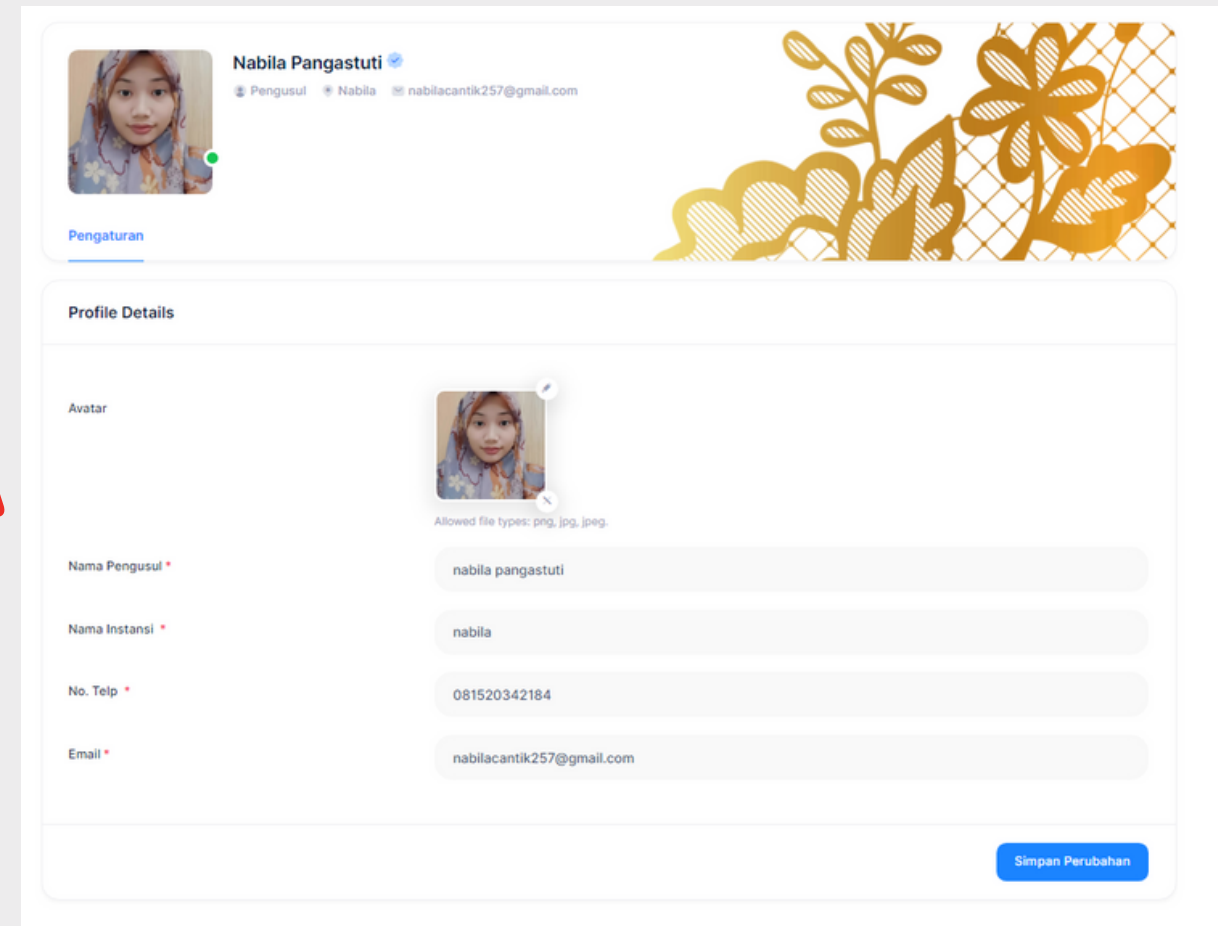 Nabila Pangastuti
Pengusul Nabila nabilacantik257@gmail.com
Pengaturan
Profile Details
Avatar
Allowed file types: png, jpg, jpeg.
Nama Pengusul * nabila pangastuti
Nama Instansi * nabila
No. Telp * 081520342184
Email * nabilacantik257@gmail.com
Simpan Perubahan